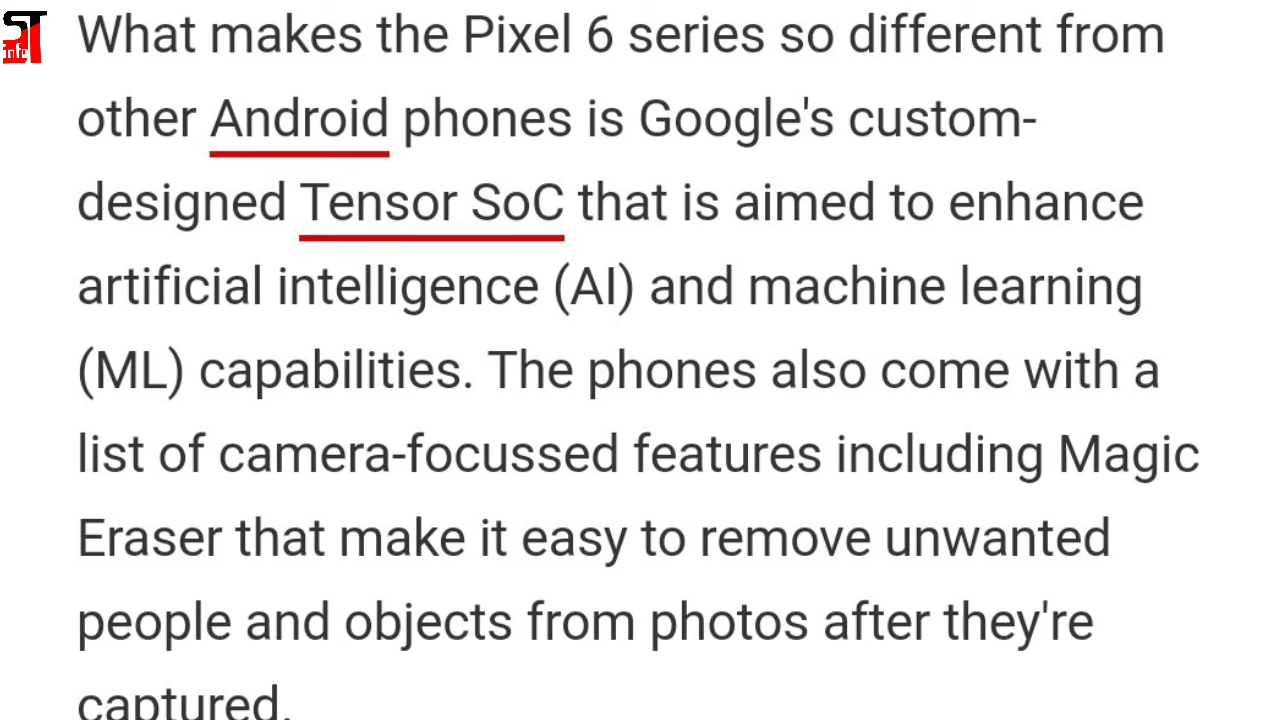 ST
info
What makes the Pixel 6 series so different from
other Android phones is Google's custom-
designed Tensor SoC that is aimed to enhance
artificial intelligence (AI) and machine learning
(ML) capabilities. The phones also come with a
list of camera-focussed features including Magic
Eraser that make it easy to remove unwanted
people and objects from photos after they're
captured.